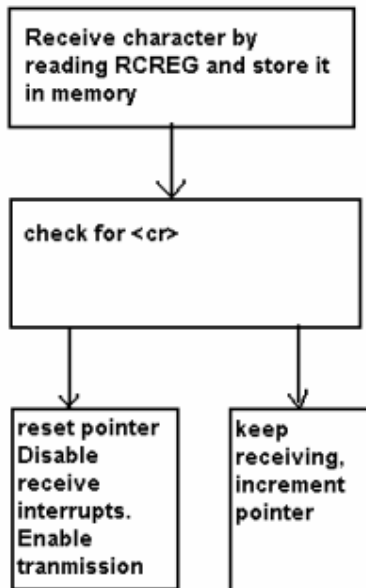 Receive character by
reading RCREG and store it
in memory
check for <cr>
reset pointer
Disable
receive
interrupts.
Enable
tranmission
keep
receiving,
increment
pointer